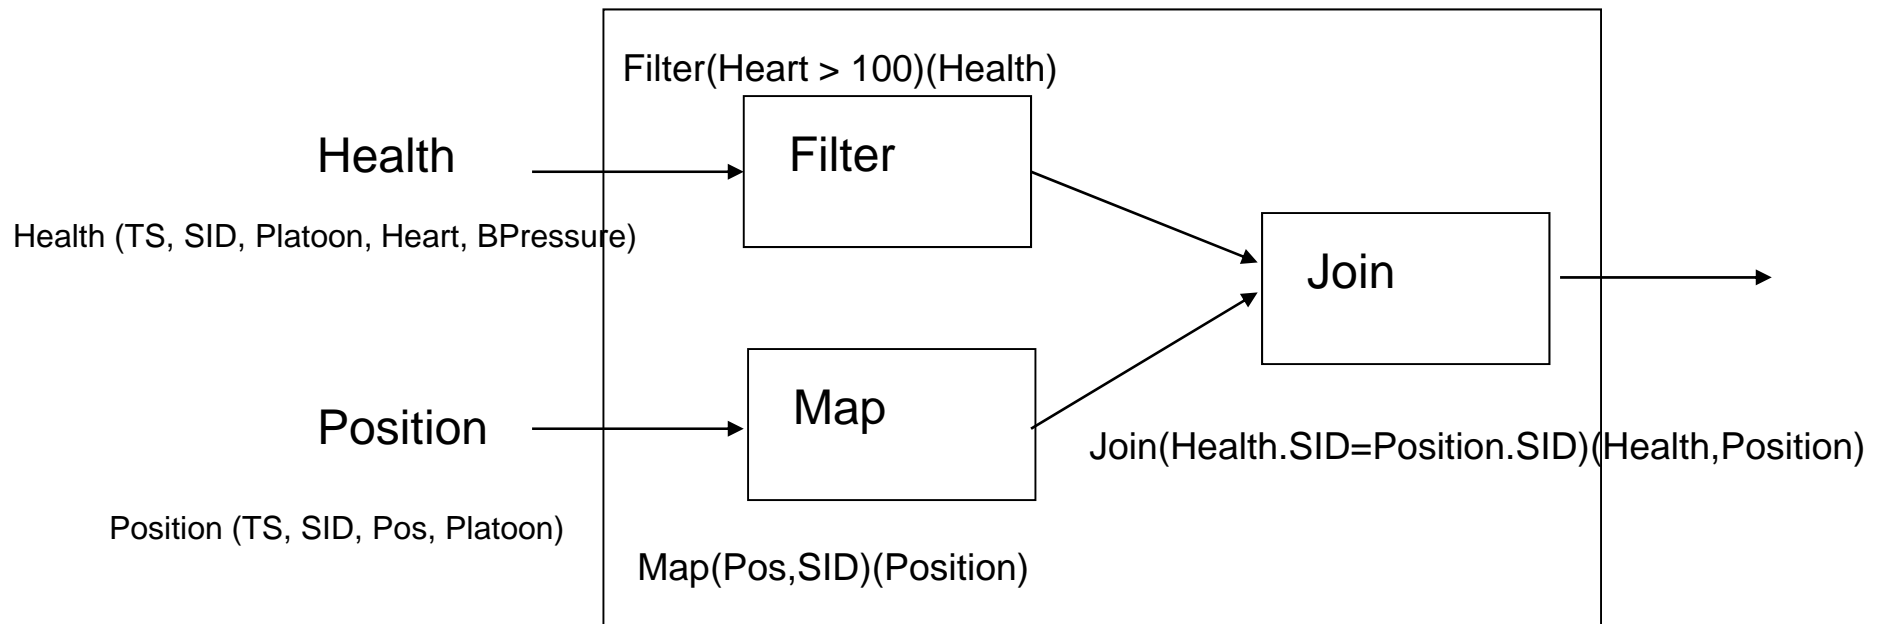 Filter(Heart > 100)(Health)
Health
Filter
Health (TS, SID, Platoon, Heart, BPressure)
Join
Position
Map
Join(Health.SID=Position.SID)(Health,Position)
Position (TS, SID, Pos, Platoon)
Map(Pos,SID)(Position)